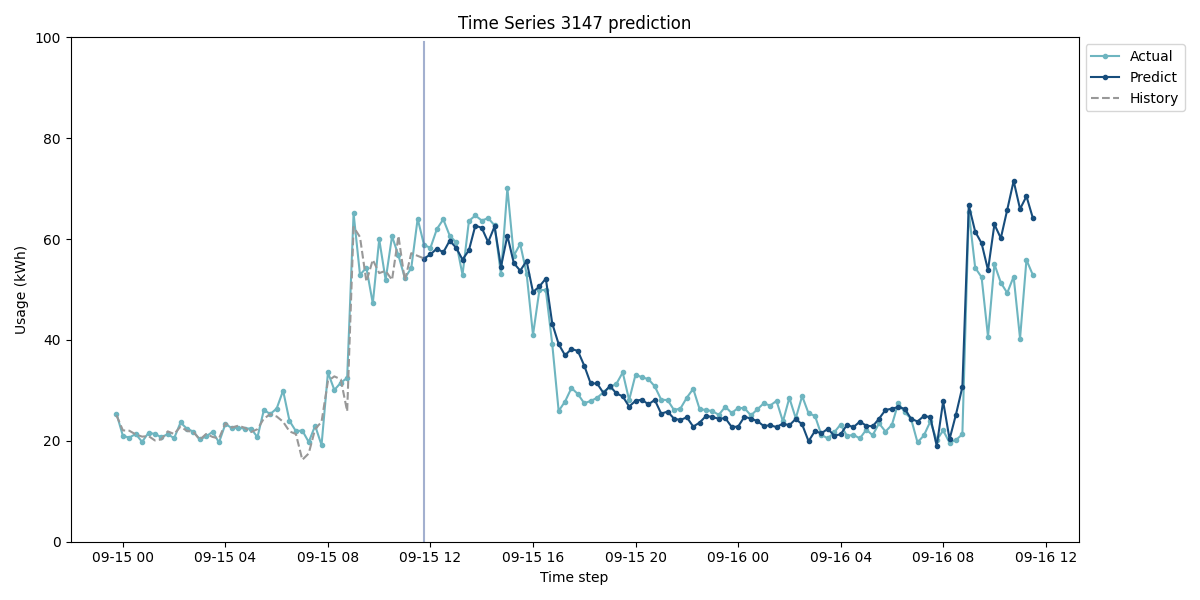 Time Series 3147 prediction
100
80
60
40
20
0
Usage (kWh)
09-15 00
09-15 04
09-15 08
09-15 12
09-15 16
09-15 20
09-16 00
09-16 04
09-16 08
09-16 12
Time step
Actual
Predict
History